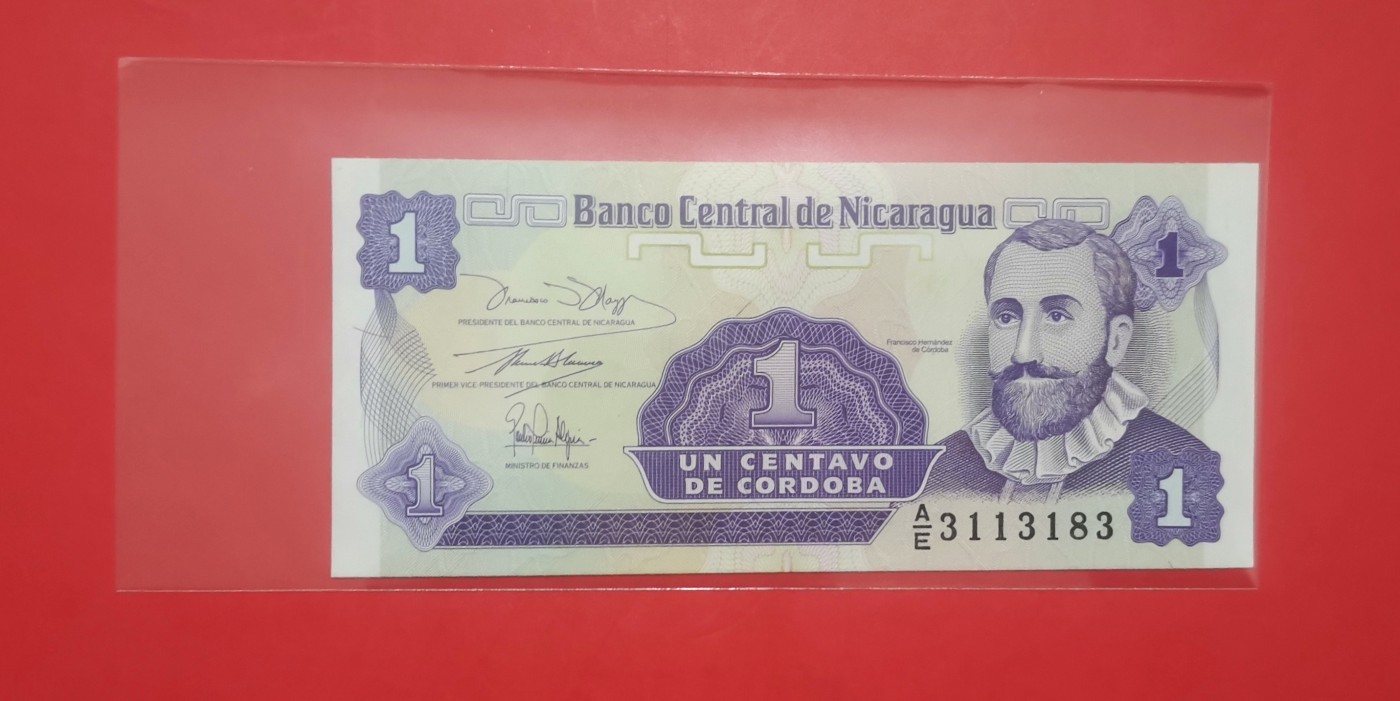 1
Banco Central de Nicaragua
1
PRESIDENTE DEL BANCO CENTRAL DE NICARAGUA
Francisco Hernández
de Córdoba
PRIMER VICE-PRESIDENTE DEL BANCO CENTRAL DE NICARAGUA
1
MINISTRO DE FINANZAS
UN CENTAVO
DE CORDOBA
1
A/E 3113183
1